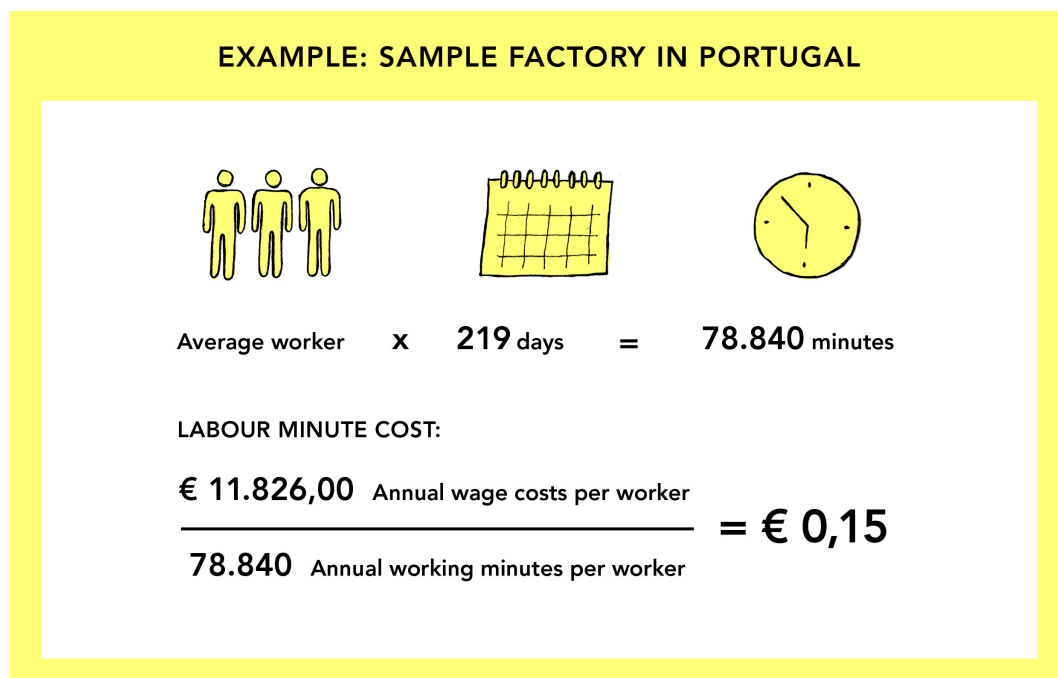 EXAMPLE: SAMPLE FACTORY IN PORTUGAL
Average worker x 219 days = 78.840 minutes
LABOUR MINUTE COST:
€ 11.826,00 Annual wage costs per worker
= € 0,15
78.840 Annual working minutes per worker